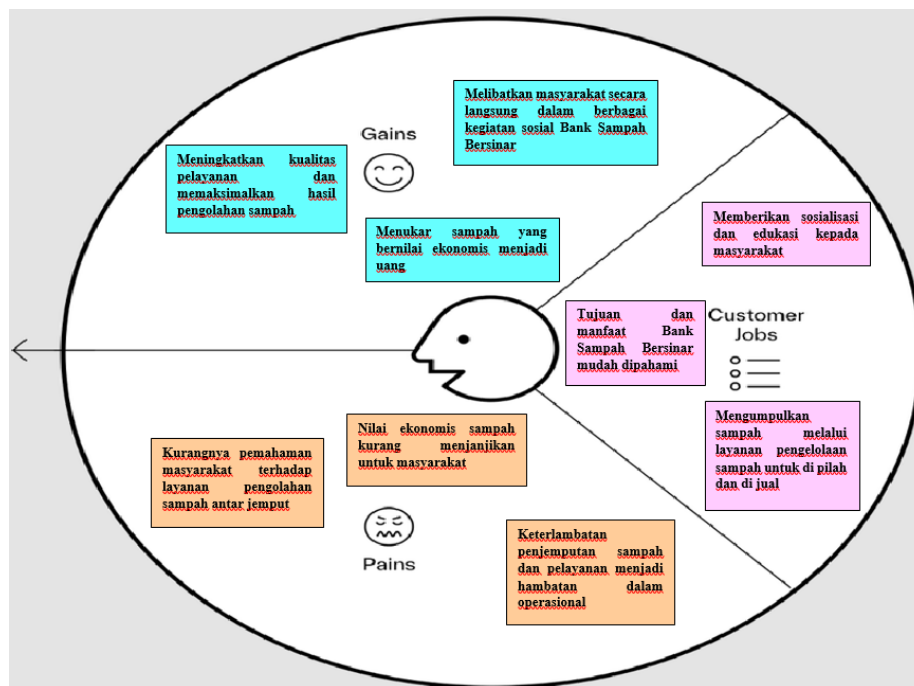 Gains
Meningkatkan kualitas
pelayanan dan
memaksimalkan hasil
pengolahan sampah
Melibatkan masyarakat secara
langsung dalam berbagai
kegiatan sosial Bank Sampah
Bersinar
Menukar sampah yang
bernilai ekonomis menjadi
uang
Memberikan sosialisasi
dan edukasi kepada
masyarakat
Tujuan dan
manfaat Bank
Sampah Bersinar
mudah dipahami
Customer
Jobs
Mengumpulkan
sampah melalui
layanan pengelolaan
sampah untuk di pilah
dan di jual
Nilai ekonomis sampah
kurang menjanjikan
untuk masyarakat
Kurangnya pemahaman
masyarakat terhadap
layanan pengolahan
sampah antar jemput
Pains
Keterlambatan
penjemputan sampah
dan pelayanan menjadi
hambatan dalam
operasional